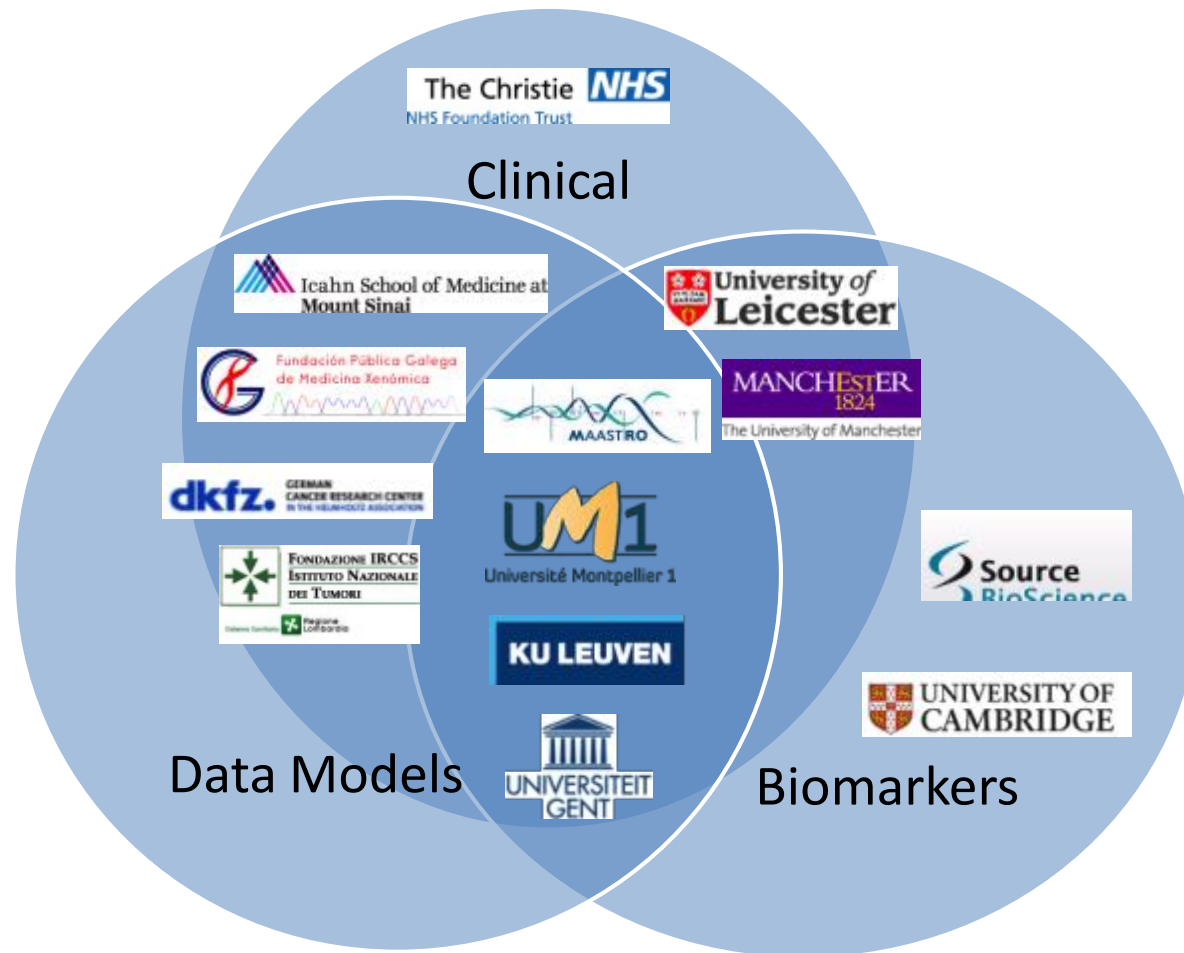 The Christie NHS
NHS Foundation Trust
Clinical
Icahn School of Medicine at
Mount Sinai
University of
Leicester
Fundación Pública Galega
de Medicina Xenómica
MANCHESTER
1824
The University of Manchester
MAASTRO
dkfz.
GERMAN
CANCER RESEARCH CENTER
IN THE HELMHOLTZ ASSOCIATION
UM1
Université Montpellier 1
Source
BioScience
FONDAZIONE IRCCS
ISTITUTO NAZIONALE
DEI TUMORI
Sistema Sanitario
Regione
Lombardia
KU LEUVEN
UNIVERSITY OF
CAMBRIDGE
UNIVERSITEIT
GENT
Data Models
Biomarkers